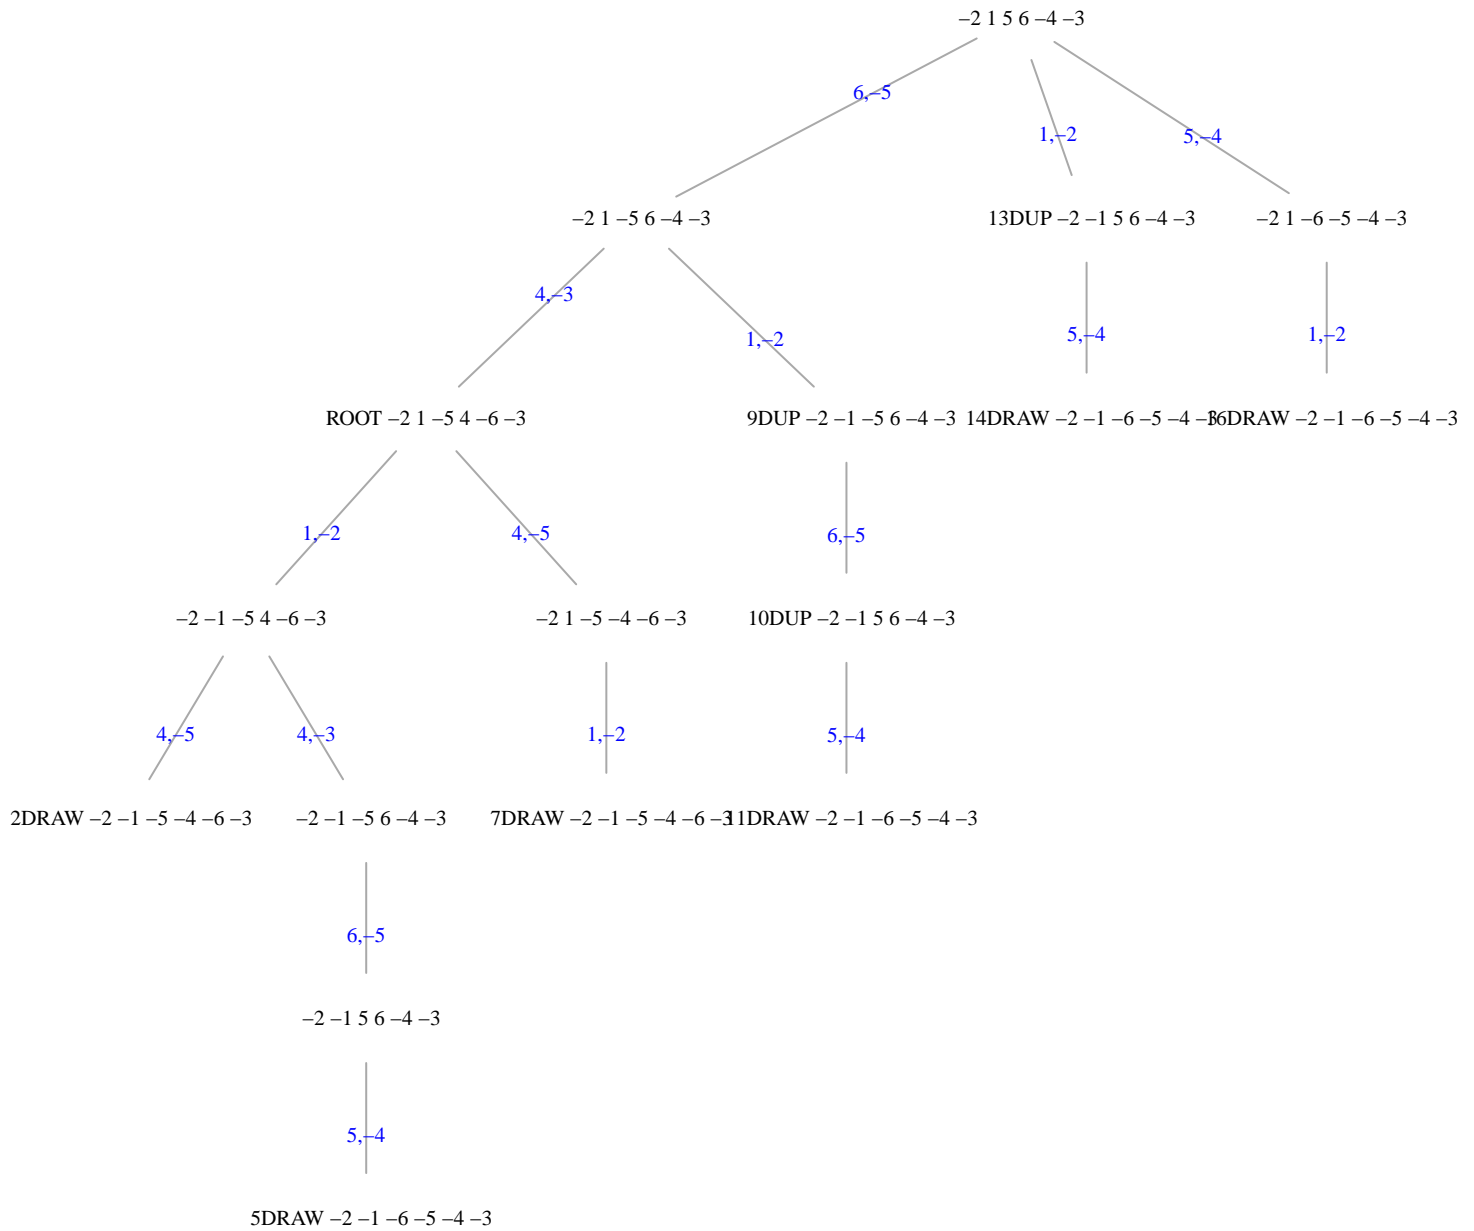 −2 1 5 6 −4 −3
6,−5
1,−2
5,−4
−2 1 −5 6 −4 −3
13DUP −2 −1 5 6 −4 −3
−2 1 −6 −5 −4 −3
4,−3
1,−2
5,−4
1,−2
ROOT −2 1 −5 4 −6 −3
9DUP −2 −1 −5 6 −4 −3
14DRAW −2 −1 −6 −5 −4 −3
16DRAW −2 −1 −6 −5 −4 −3
1,−2
4,−5
6,−5
−2 −1 −5 4 −6 −3
−2 1 −5 −4 −6 −3
10DUP −2 −1 5 6 −4 −3
4,−5
4,−3
1,−2
5,−4
2DRAW −2 −1 −5 −4 −6 −3
−2 −1 −5 6 −4 −3
7DRAW −2 −1 −5 −4 −6 −3
11DRAW −2 −1 −6 −5 −4 −3
6,−5
−2 −1 5 6 −4 −3
5,−4
5DRAW −2 −1 −6 −5 −4 −3